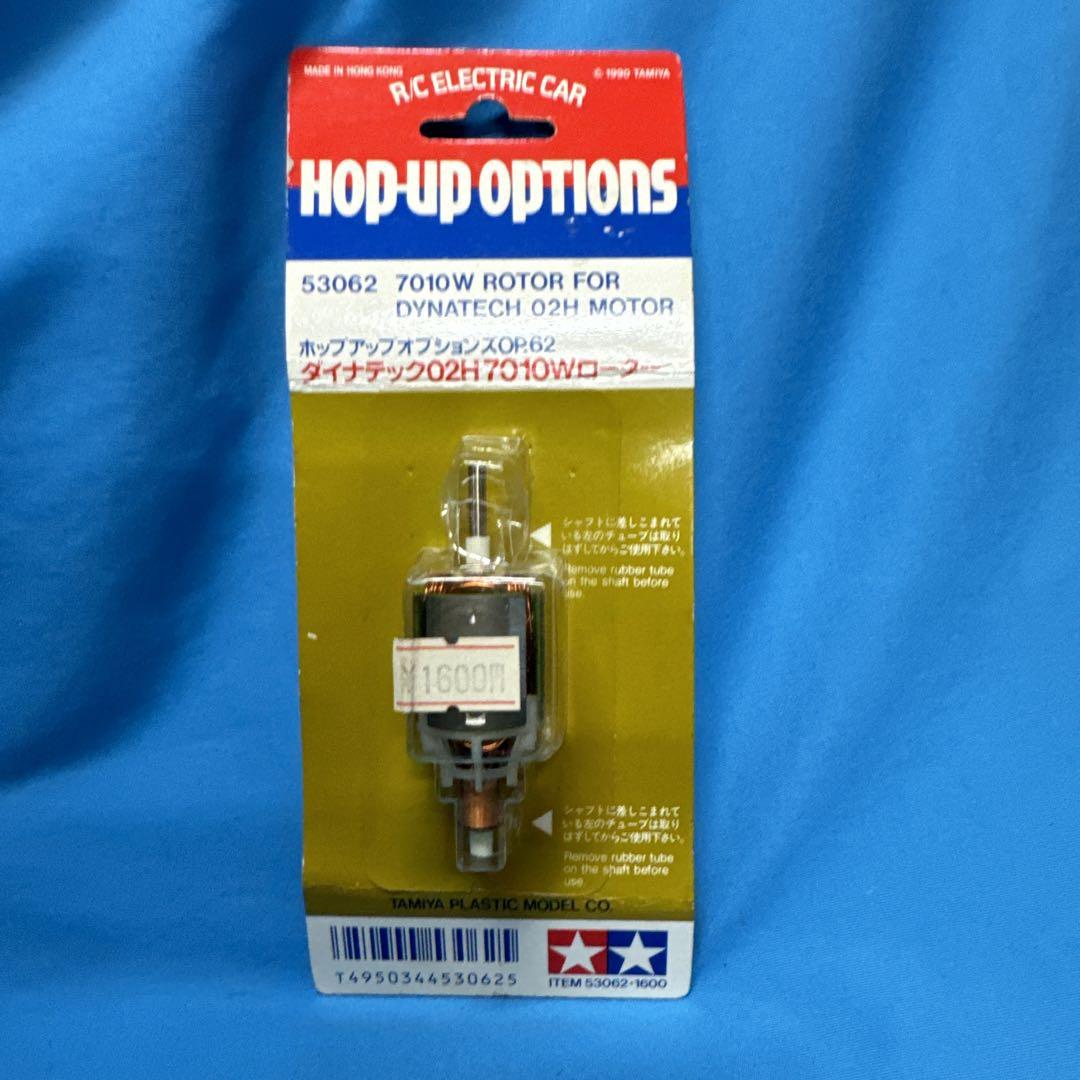 MADE IN HONG KONG
© 1990 TAMIYA
R/C ELECTRIC CAR
HOP-UP OPTIONS
53062 7010W ROTOR FOR
DYNATECH 02H MOTOR
ホップアップオプションズOP.62
ダイナテック02H7010Wローター
シャフトに差しこまれて
いる左のチューブは取り
はずしてからご使用下さい。
Remove rubber tube
on the shaft before
use.
¥1600円
シャフトに差しこまれて
いる左のチューブは取り
はずしてからご使用下さい。
Remove rubber tube
on the shaft before
use.
TAMIYA PLASTIC MODEL CO.
T4950344530625
ITEM 53062・1600